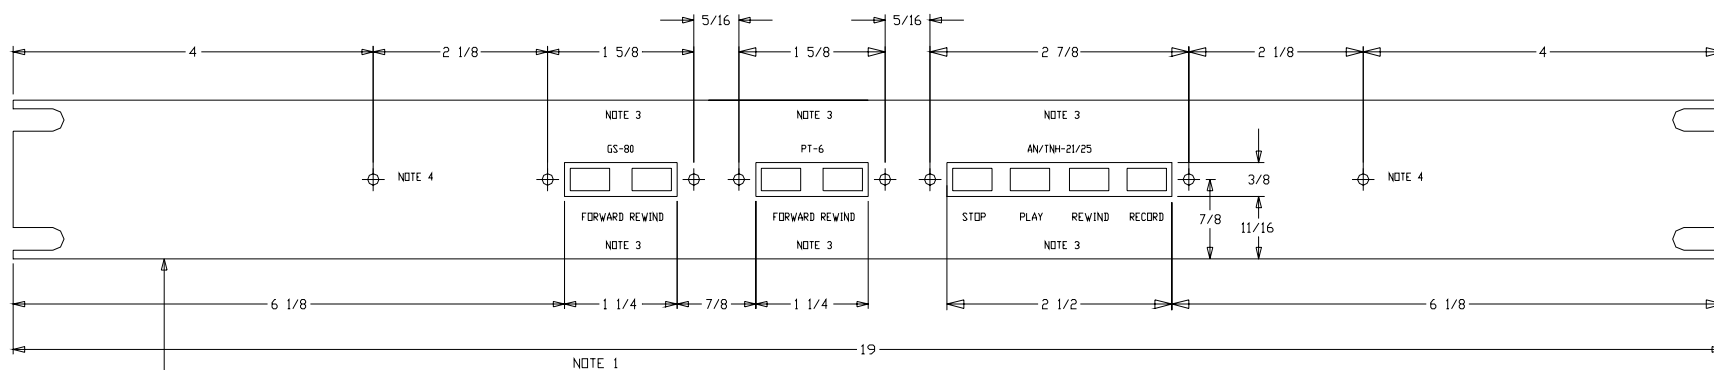 5/16 5/16
4 2 1/8 1 5/8 1 5/8 2 7/8 2 1/8 4
NOTE 3 NOTE 3 NOTE 3
GS-80 PT-6 AN/TNH-21/25
NOTE 4 NOTE 4
3/8
FORWARD REWIND FORWARD REWIND STOP PLAY REWIND RECORD 7/8
11/16
NOTE 3 NOTE 3 NOTE 3
6 1/8 1 1/4 7/8 1 1/4 2 1/2 6 1/8
19
NOTE 1